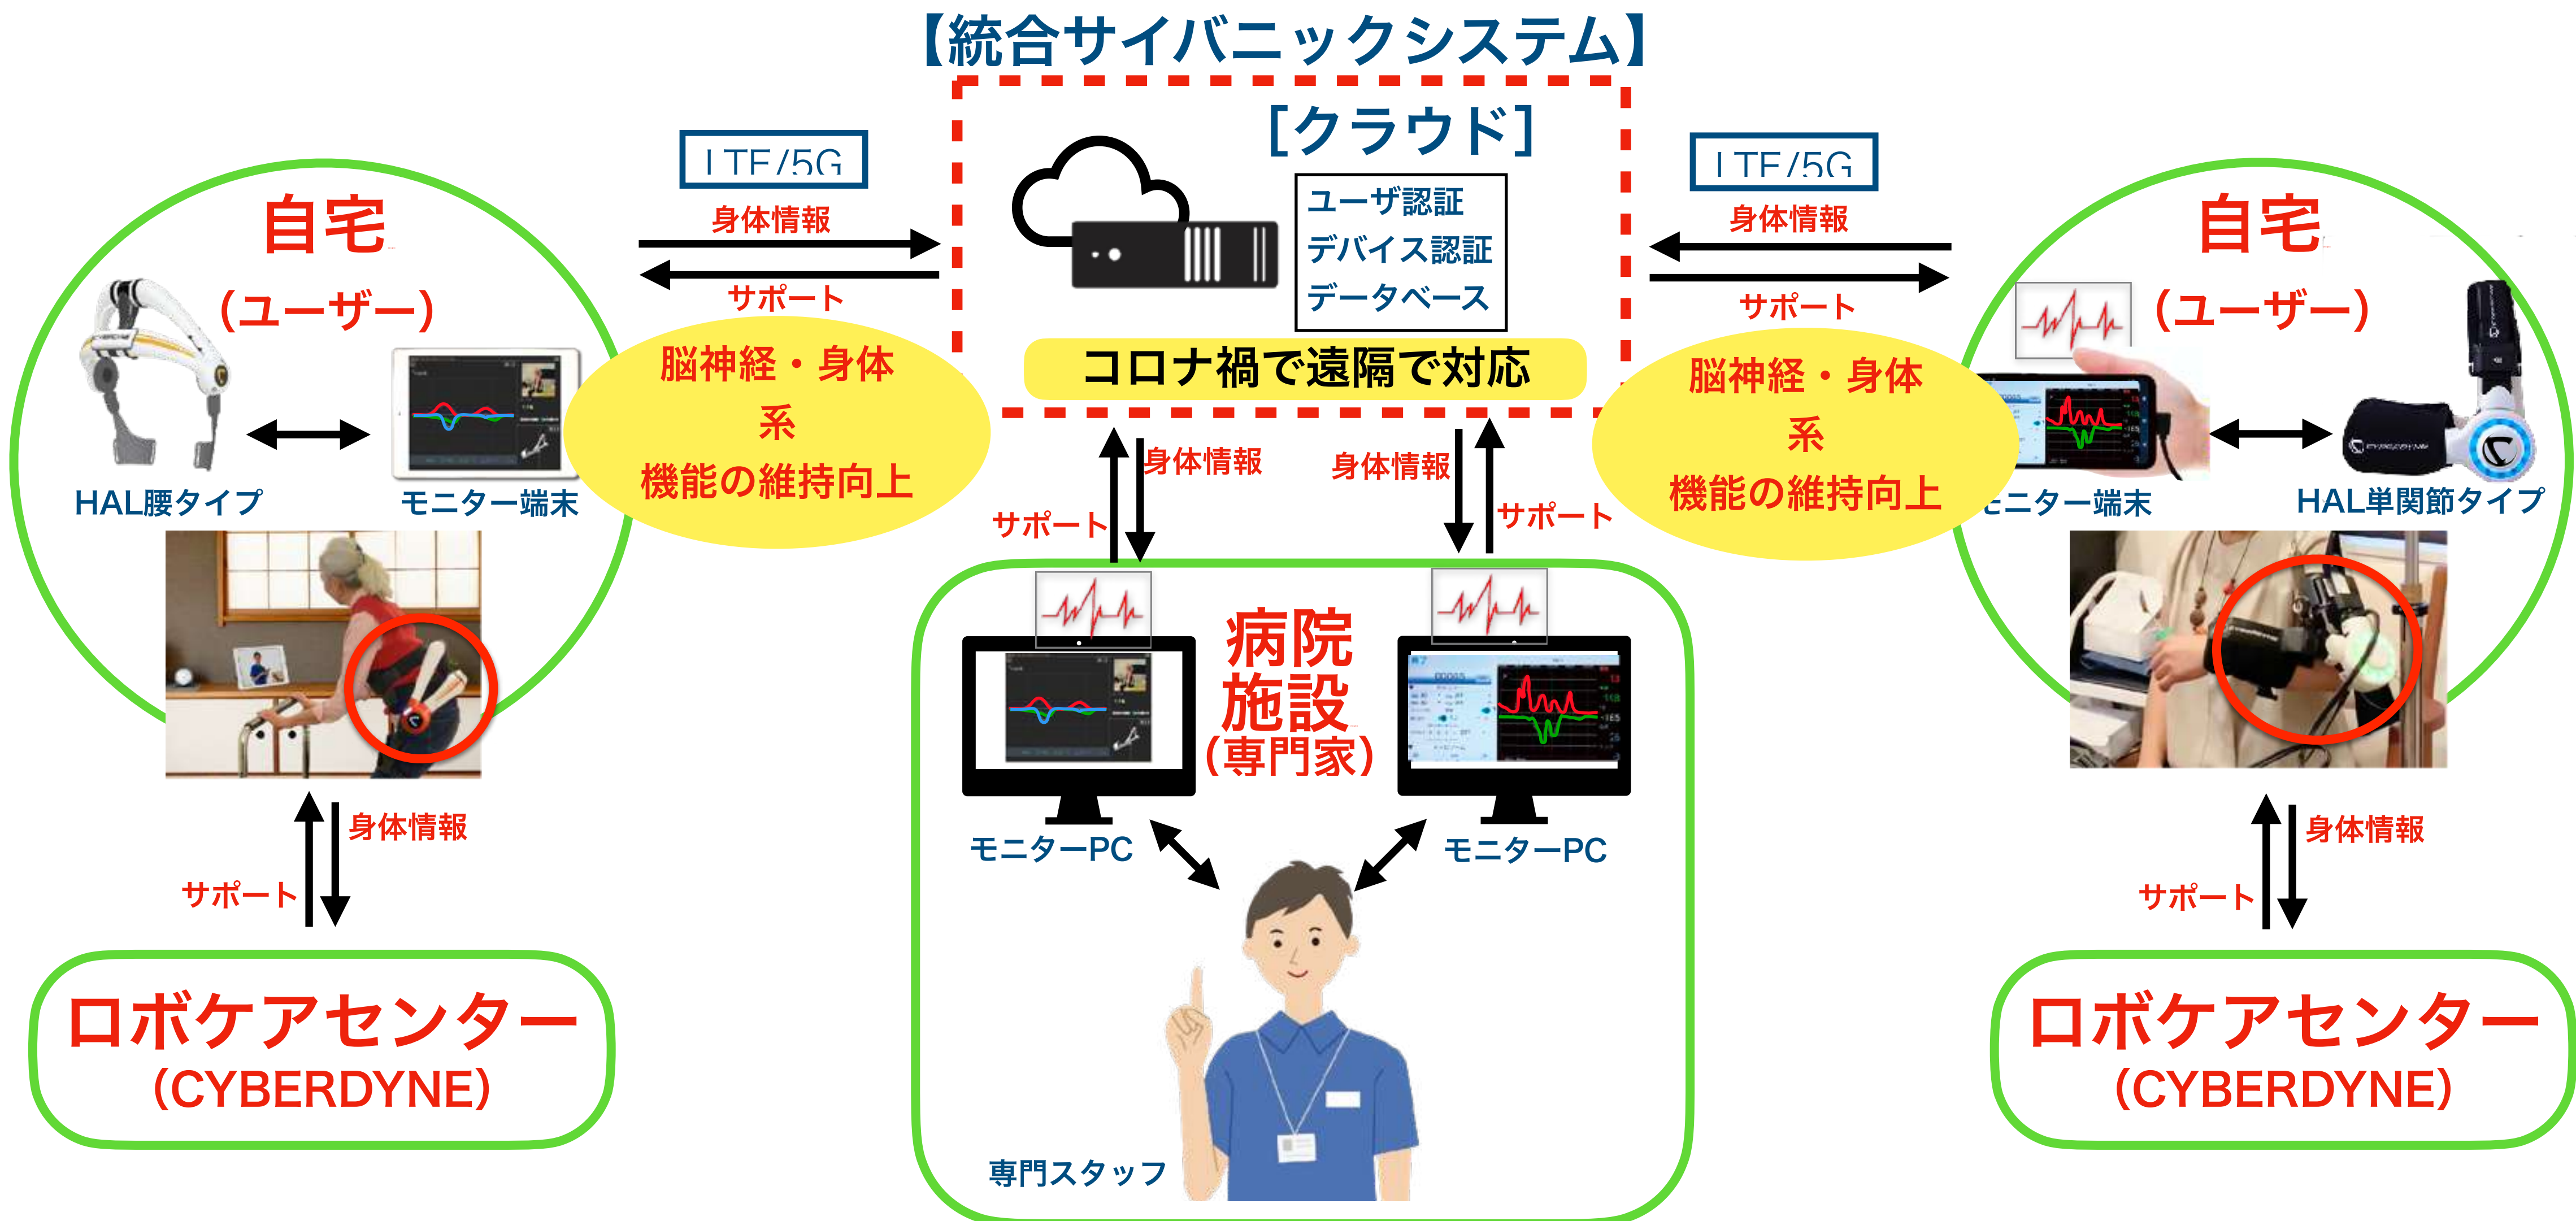 【統合サイバニックシステム】
[クラウド]
ユーザ認証
デバイス認証
データベース
コロナ禍で遠隔で対応
LTE/5G
身体情報
サポート
脳神経・身体
系
機能の維持向上
LTE/5G
身体情報
サポート
脳神経・身体
系
機能の維持向上
自宅
(ユーザー)
HAL腰タイプ
モニター端末
身体情報
サポート
ロボケアセンター
(CYBERDYNE)
身体情報
サポート
身体情報
サポート
病院
施設
(専門家)
モニターPC
モニターPC
専門スタッフ
自宅
(ユーザー)
モニター端末
HAL単関節タイプ
CYBERDYNE
身体情報
サポート
ロボケアセンター
(CYBERDYNE)